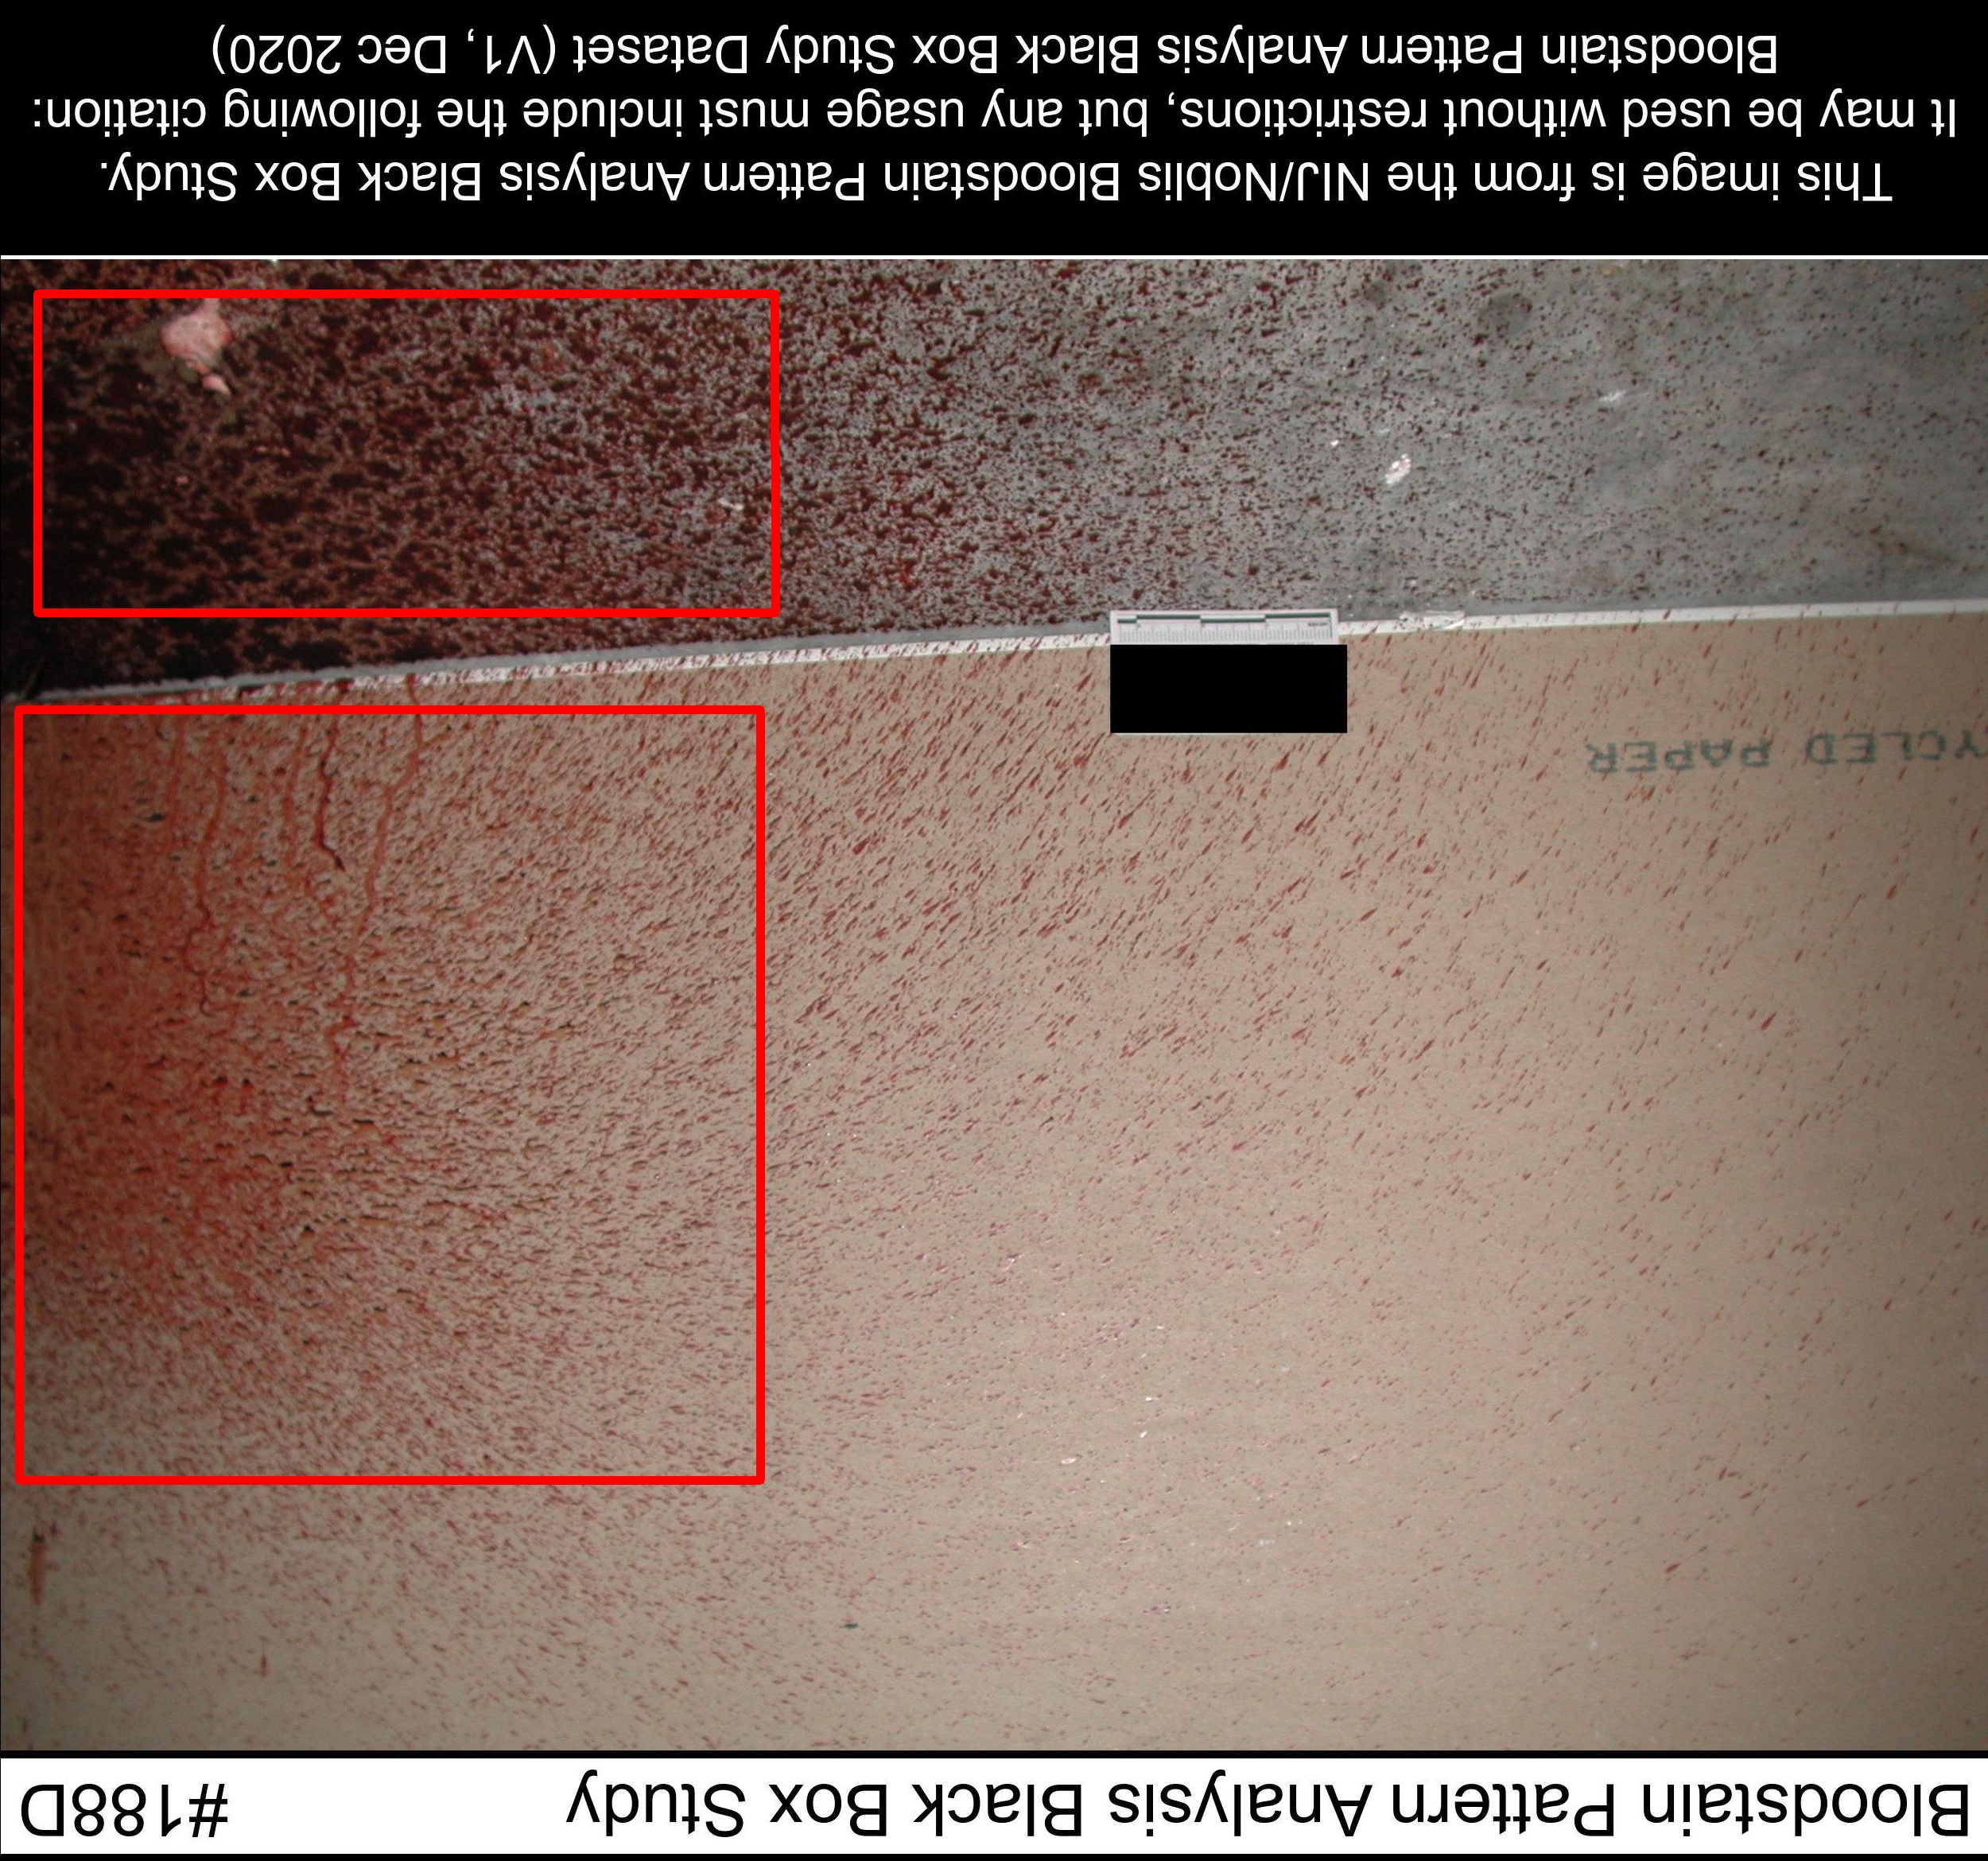 Bloodstain Pattern Analysis Black Box Study #188D
YCLED PAPER
This image is from the NIJ/Noblis Bloodstain Pattern Analysis Black Box Study.
It may be used without restrictions, but any usage must include the following citation:
Bloodstain Pattern Analysis Black Box Study Dataset (V1, Dec 2020)